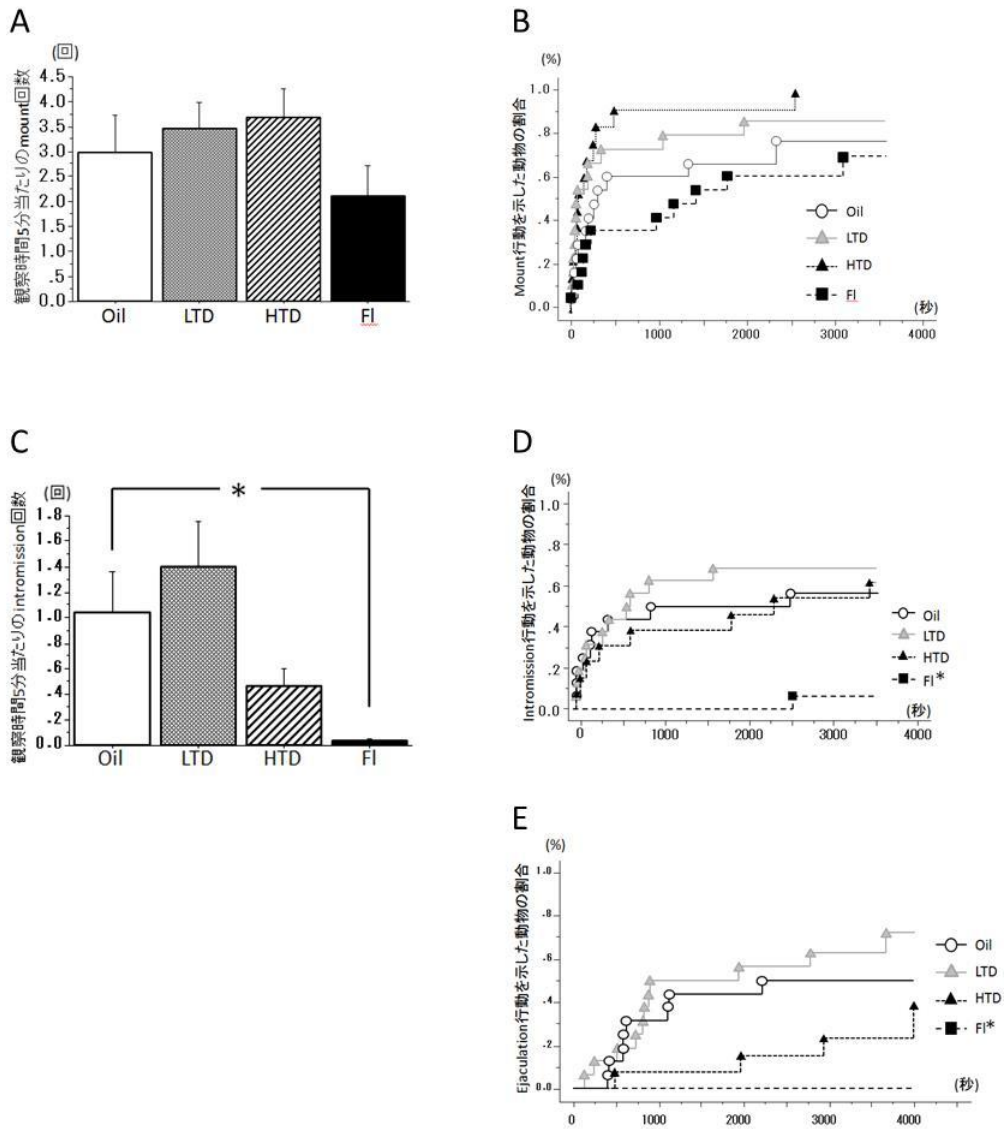 A
(回)
観察時間5分当たりのmount回数
4.5
4.0
3.5
3.0
2.5
2.0
1.5
1.0
.5
0.0
Oil LTD HTD Fl
B
(%)
Mount行動を示した動物の割合
1.0
.8
.6
.4
.2
0.0
Oil
LTD
HTD
Fl
(秒)
0 1000 2000 3000 4000
C
(回)
観察時間5分当たりのintromission回数
1.8
1.6
1.4
1.2
1.0
.8
.6
.4
.2
0.0
*
Oil LTD HTD Fl
D
(%)
Intromission行動を示した動物の割合
1.0
.8
.6
.4
.2
0.0
Oil
LTD
HTD
Fl*
(秒)
0 1000 2000 3000 4000
E
(%)
Ejaculation行動を示した動物の割合
1.0
.8
.6
.4
.2
0.0
Oil
LTD
HTD
Fl*
(秒)
0 1000 2000 3000 4000